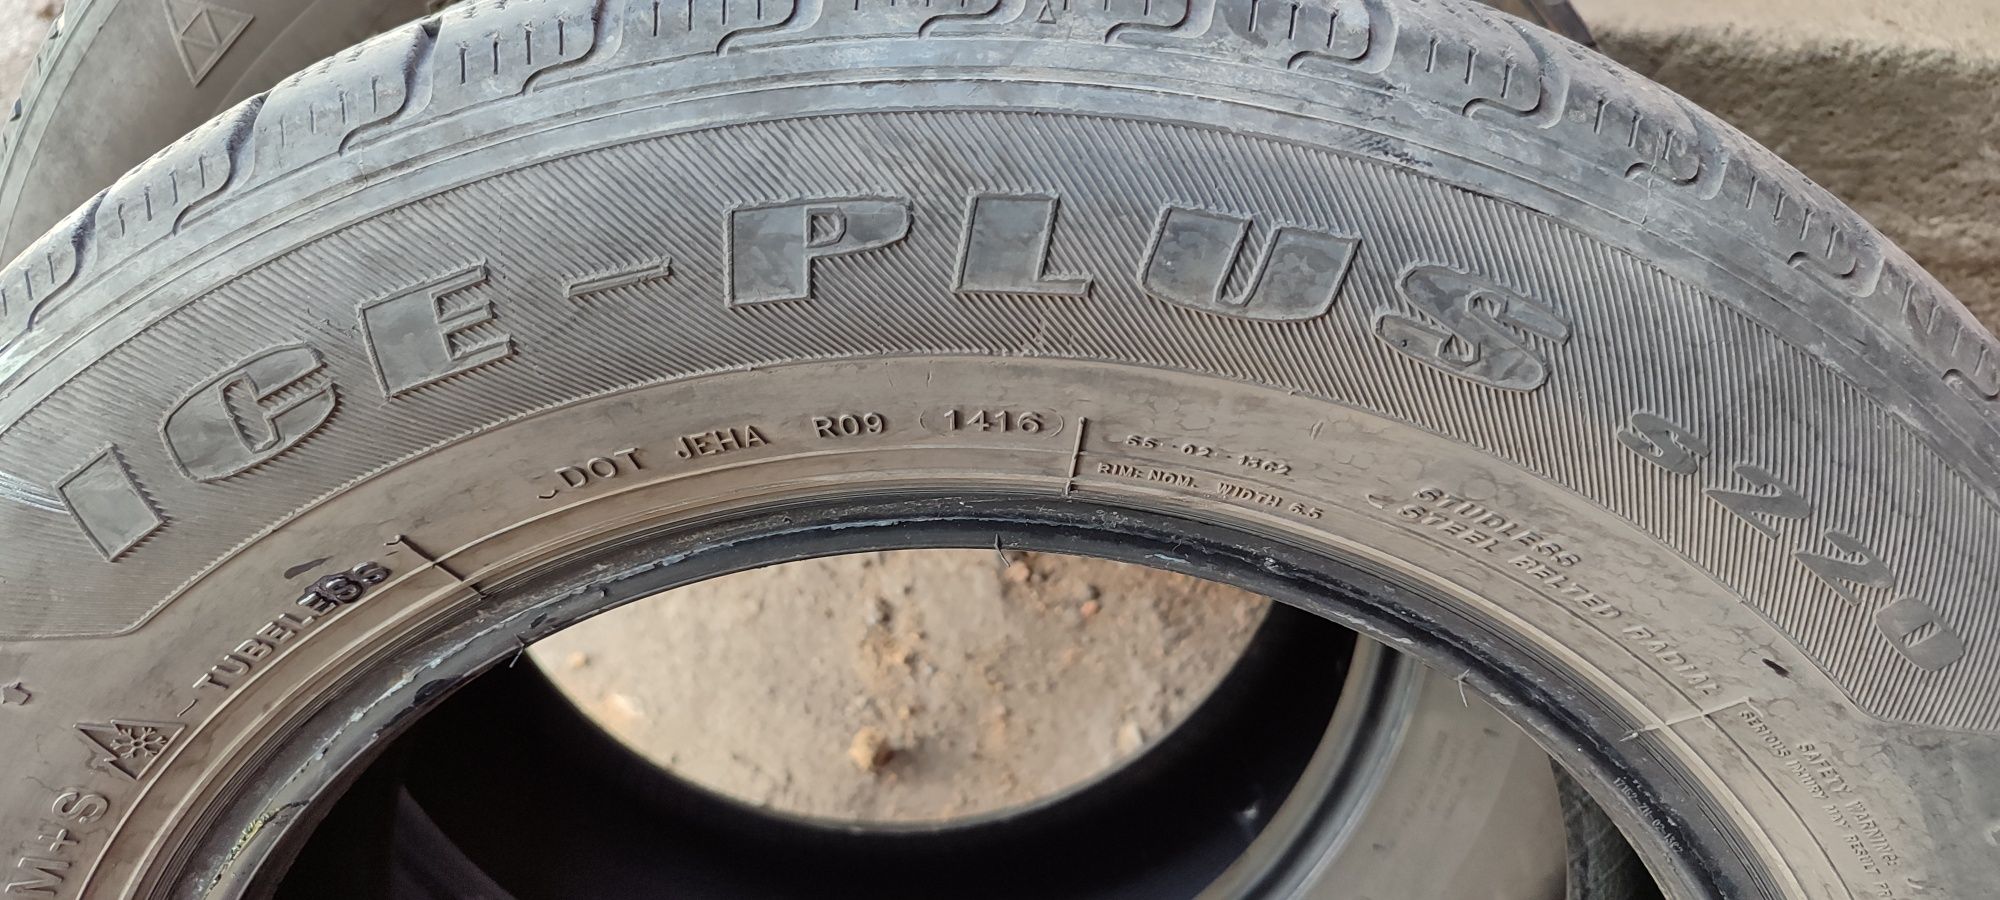 ICE-PLUS S220
DOT JEHA R09 1416
66-02-1362
RIM: NOM. WIDTH 6.5
STUDLESS
STEEL BELTED RADIAL
TUBELESS
M+S
SAFETY WARNING:
SERIOUS INJURY MAY RESULT